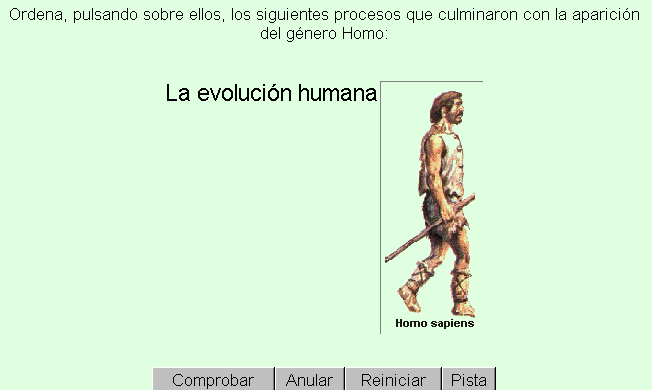 Ordena, pulsando sobre ellos, los siguientes procesos que culminaron con la aparición
del género Homo:
La evolución humana
Homo sapiens
Comprobar Anular Reiniciar Pista